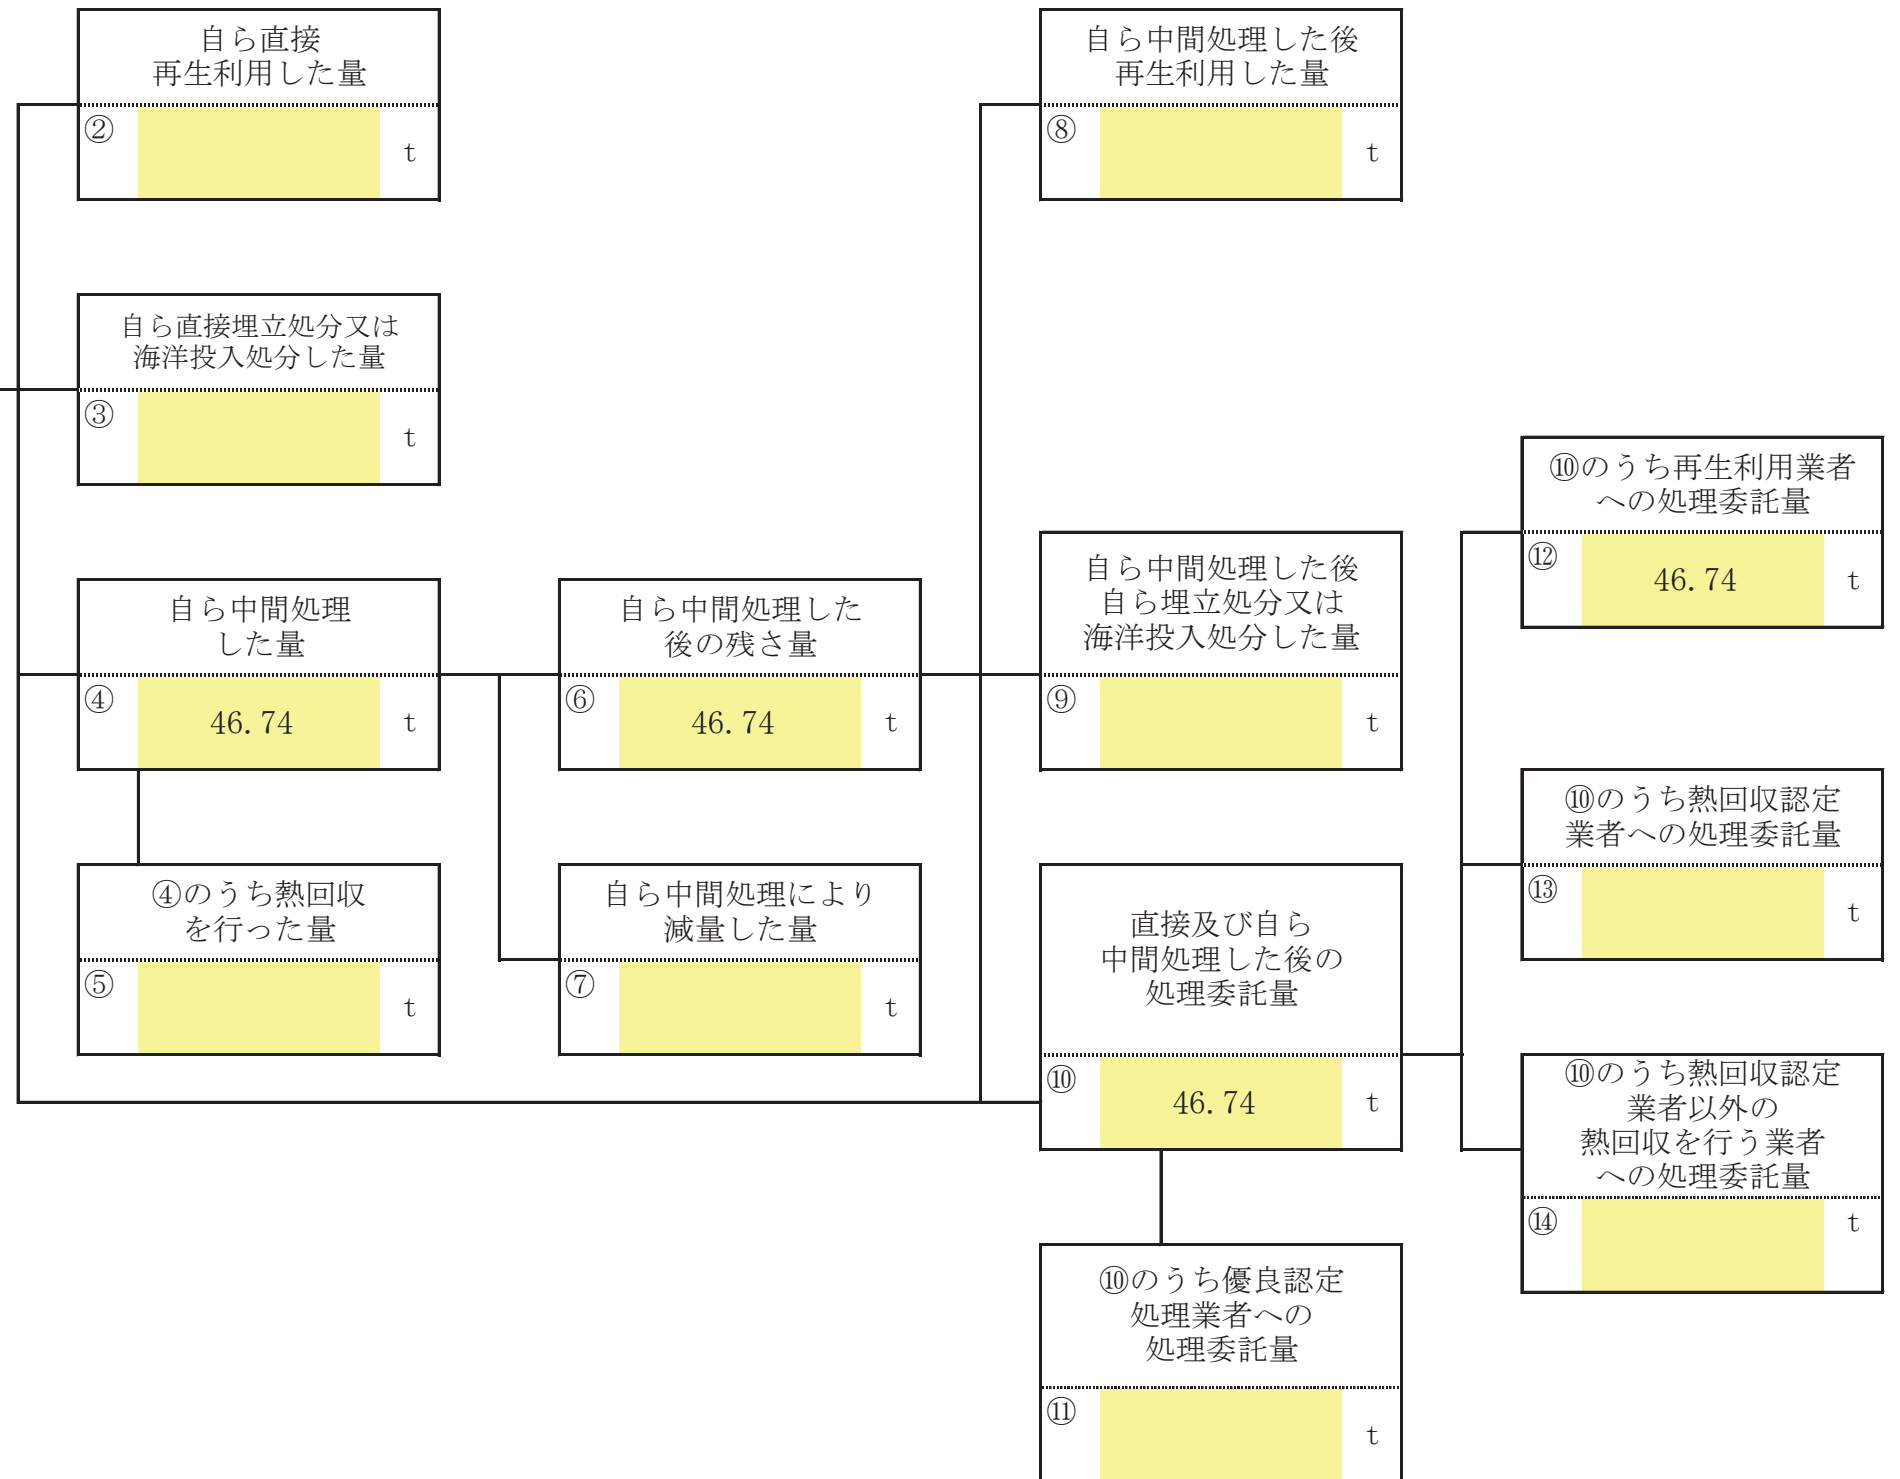 自ら直接
再生利用した量
②
t
自ら中間処理した後
再生利用した量
⑧
t
自ら直接埋立処分又は
海洋投入処分した量
③
t
⑩のうち再生利用業者
への処理委託量
⑫ 46.74 t
自ら中間処理
した量
④ 46.74 t
自ら中間処理した
後の残さ量
⑥ 46.74 t
自ら中間処理した後
自ら埋立処分又は
海洋投入処分した量
⑨
t
⑩のうち熱回収認定
業者への処理委託量
⑬
t
④のうち熱回収
を行った量
⑤
t
自ら中間処理により
減量した量
⑦
t
直接及び自ら
中間処理した後の
処理委託量
⑩ 46.74 t
⑩のうち熱回収認定
業者以外の
熱回収を行う業者
への処理委託量
⑭
t
⑩のうち優良認定
処理業者への
処理委託量
⑪
t